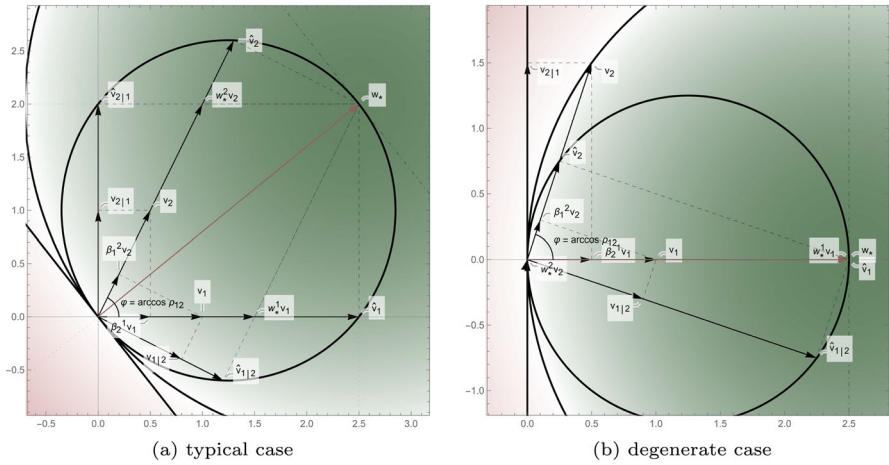 2.5
2.0
1.5
1.0
0.5
0.0
−0.5
−0.5 0.0 0.5 1.0 1.5 2.0 2.5 3.0
v̂₂
v̂₂|₁
w⋆²v₂
w⋆
v₂|₁
v₂
β₁²v₂
v₁
φ = arccos ρ₁₂
w⋆¹v₁
β₂¹v₁
v̂₁
v₁|₂
v̂₁|₂
(a) typical case
1.5
1.0
0.5
0.0
−0.5
−1.0
0.0 0.5 1.0 1.5 2.0 2.5
v₂|₁
v₂
v̂₂
β₁²v₂
φ = arccos ρ₁₂
β₂¹v₁
v₁
w⋆¹v₁
w⋆
v̂₁
w⋆²v₂
v₁|₂
v̂₁|₂
(b) degenerate case